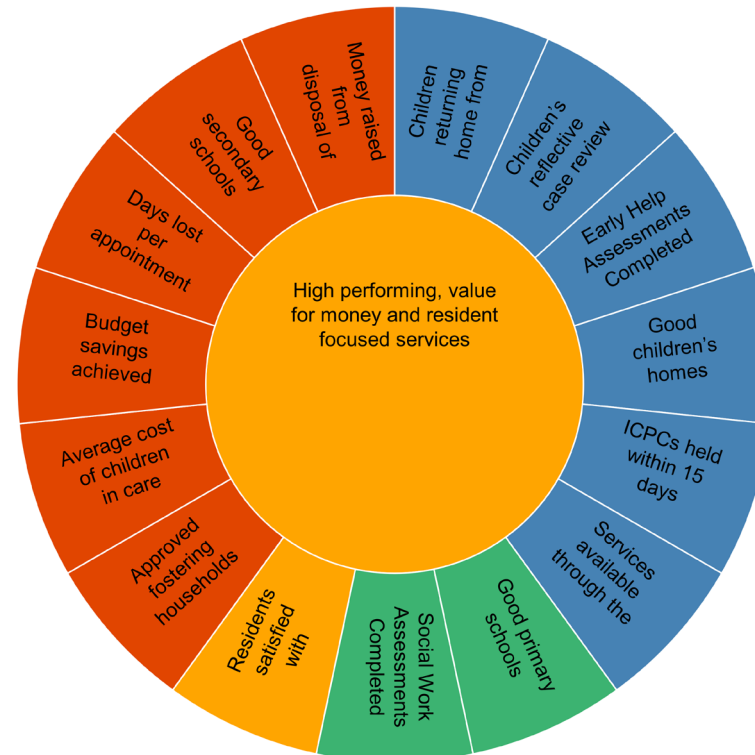 High performing, value
for money and resident
focused services
Children
returning
home from
Children's
reflective
case review
Early Help
Assessments
Completed
Good
children's
homes
ICPCs held
within 15
days
Services
available
through the
Good primary
schools
Social Work
Assessments
Completed
Residents
satisfied
with
Approved
fostering
households
Average cost
of children
in care
Budget
savings
achieved
Days lost
per
appointment
Good
secondary
schools
Money raised
from
disposal of